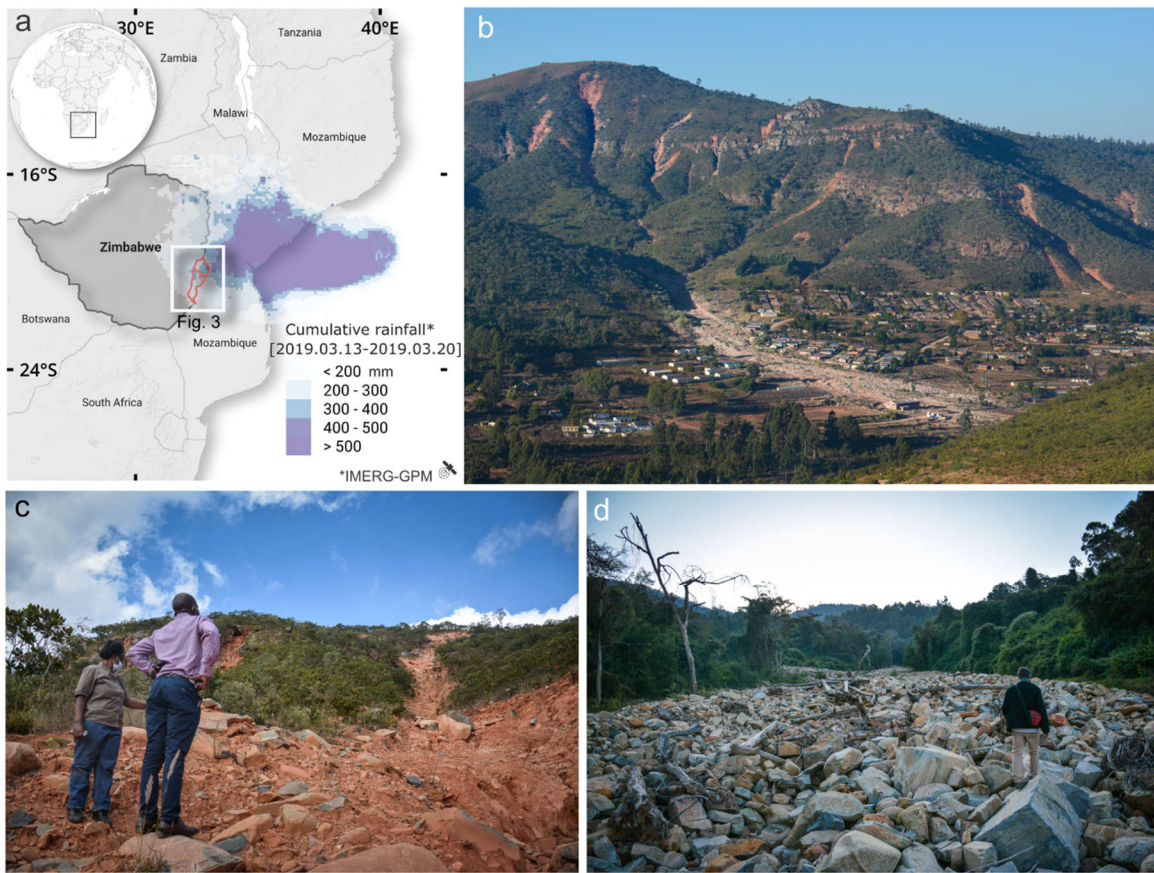 a
30°E
40°E
Tanzania
Zambia
Malawi
Mozambique
16°S
Zimbabwe
Fig. 3
Botswana
Mozambique
Cumulative rainfall*
[2019.03.13-2019.03.20]
24°S
< 200 mm
200 - 300
South Africa
300 - 400
400 - 500
> 500
*IMERG-GPM
b
c
d